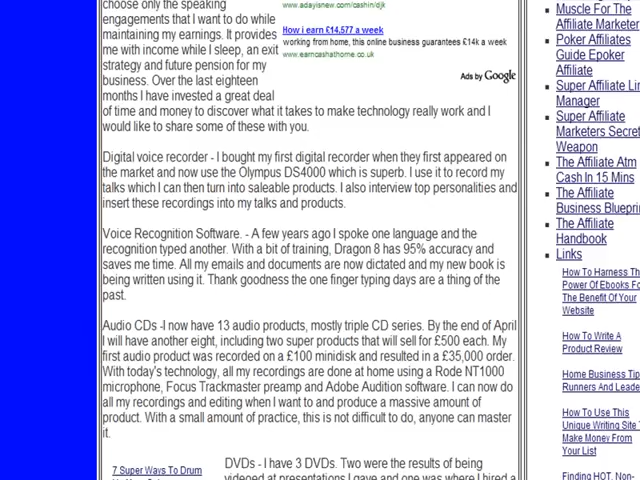 choose only the speaking
engagements that I want to do while
maintaining my earnings. It provides
me with income while I sleep, an exit
strategy and future pension for my
business. Over the last eighteen
months I have invested a great deal
of time and money to discover what it takes to make technology really work and I
would like to share some of these with you.
www.adayisnew.com/cashin/djk
How i earn £14,577 a week
working from home, this online business guarantees £14k a week
www.earncashathome.co.uk
Ads by Google
Digital voice recorder - I bought my first digital recorder when they first appeared on
the market and now use the Olympus DS4000 which is superb. I use it to record my
talks which I can then turn into saleable products. I also interview top personalities and
insert these recordings into my talks and products.
Voice Recognition Software. - A few years ago I spoke one language and the
recognition typed another. With a bit of training, Dragon 8 has 95% accuracy and
saves me time. All my emails and documents are now dictated and my new book is
being written using it. Thank goodness the one finger typing days are a thing of the
past.
Audio CDs -I now have 13 audio products, mostly triple CD series. By the end of April
I will have another eight, including two super products that will sell for £500 each. My
first audio product was recorded on a £100 minidisk and resulted in a £35,000 order.
With today's technology, all my recordings are done at home using a Rode NT1000
microphone, Focus Trackmaster preamp and Adobe Audition software. I can now do
all my recordings and editing when I want to and produce a massive amount of
product. With a small amount of practice, this is not difficult to do, anyone can master
it.
7 Super Ways To Drum
DVDs - I have 3 DVDs. Two were the results of being
videoed at presentations I gave and one was where I hired a
Muscle For The
Affiliate Marketer
Poker Affiliates
Guide Epoker
Affiliate
Super Affiliate Lin
Manager
Super Affiliate
Marketers Secret
Weapon
The Affiliate Atm
Cash In 15 Mins
The Affiliate
Business Blueprin
The Affiliate
Handbook
Links
How To Harness Th
Power Of Ebooks Fo
The Benefit Of Your
Website
How To Write A
Product Review
Home Business Tip
Runners And Leade
How To Use This
Unique Writing Site
Make Money From
Your List
Finding HOT, Non-